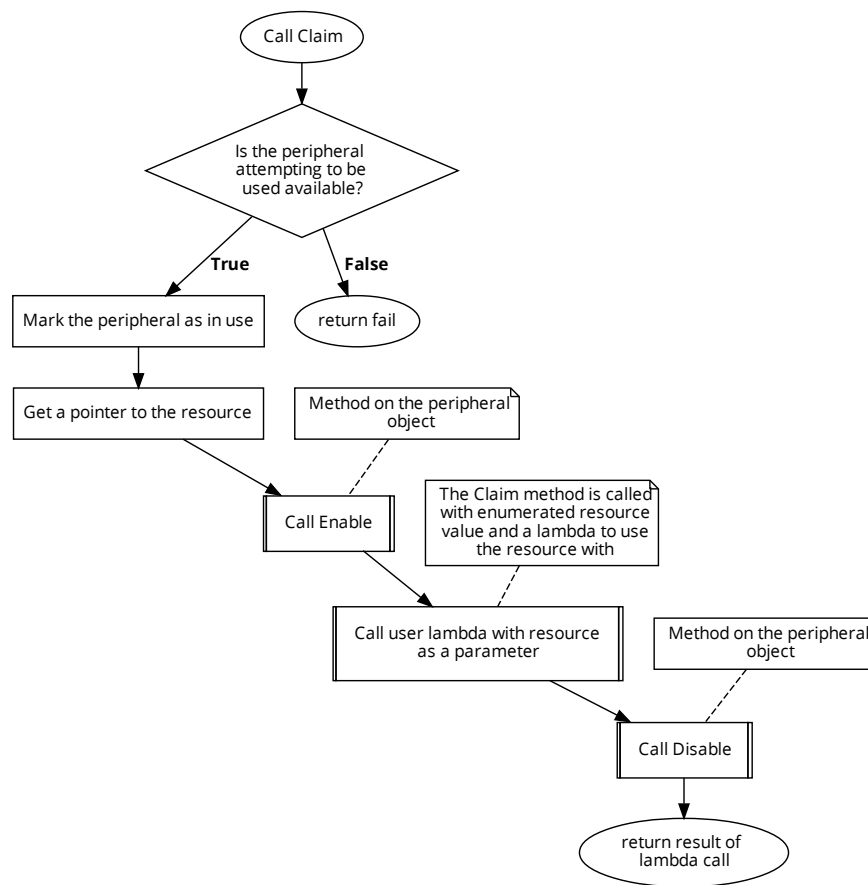 Call Claim
Is the peripheral
attempting to be
used available?
True
False
Mark the peripheral as in use
return fail
Get a pointer to the resource
Method on the peripheral
object
Call Enable
The Claim method is called
with enumerated resource
value and a lambda to use
the resource with
Call user lambda with resource
as a parameter
Method on the peripheral
object
Call Disable
return result of
lambda call